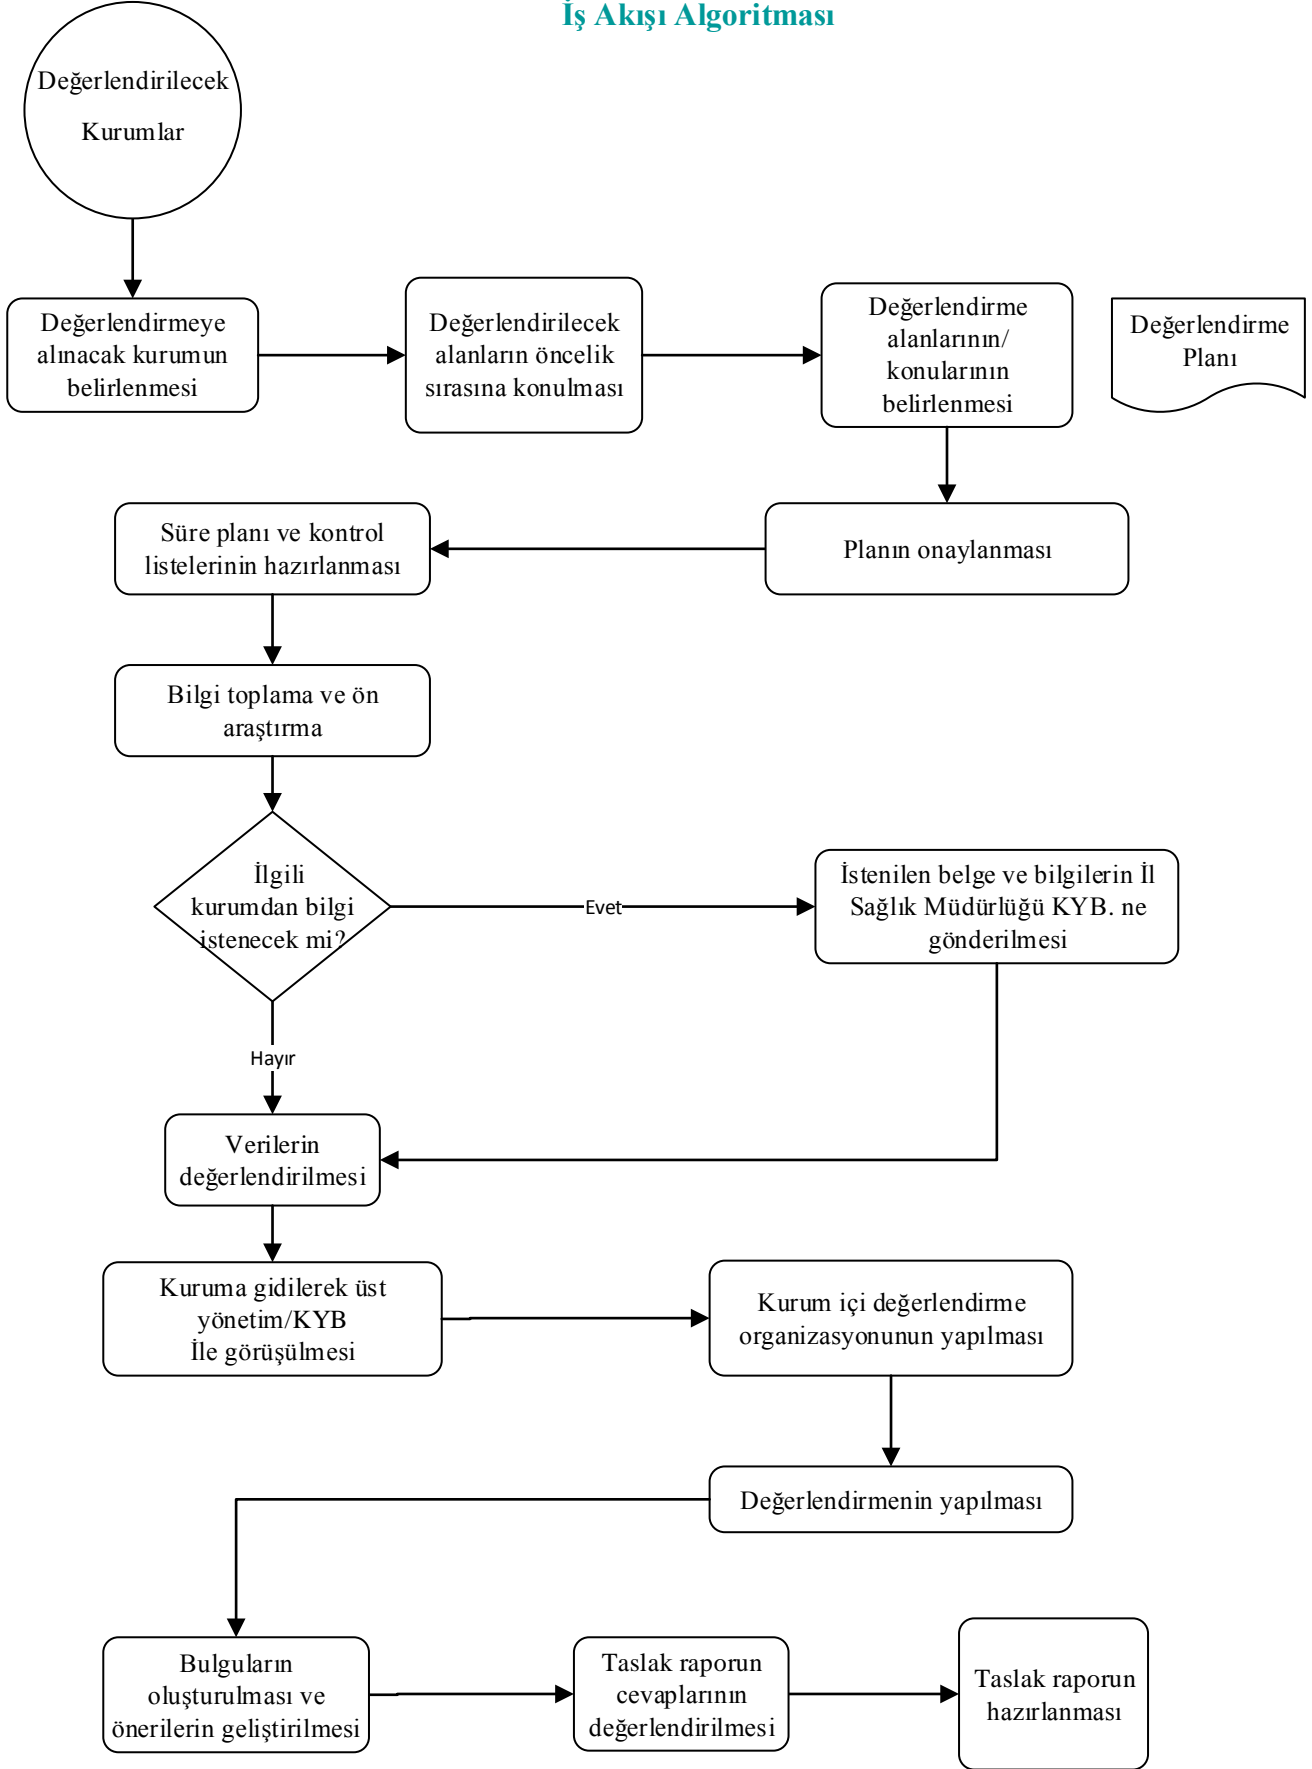 İş Akışı Algoritması
Değerlendirilecek
Kurumlar
Değerlendirmeye
alınacak kurumun
belirlenmesi
Değerlendirilecek
alanların öncelik
sırasına konulması
Değerlendirme
alanlarının/
konularının
belirlenmesi
Değerlendirme
Planı
Süre planı ve kontrol
listelerinin hazırlanması
Planın onaylanması
Bilgi toplama ve ön
araştırma
İlgili
kurumdan bilgi
istenecek mi?
Evet
İstenilen belge ve bilgilerin İl
Sağlık Müdürlüğü KYB. ne
gönderilmesi
Hayır
Verilerin
değerlendirilmesi
Kuruma gidilerek üst
yönetim/KYB
İle görüşülmesi
Kurum içi değerlendirme
organizasyonunun yapılması
Değerlendirmenin yapılması
Bulguların
oluşturulması ve
önerilerin geliştirilmesi
Taslak raporun
cevaplarının
değerlendirilmesi
Taslak raporun
hazırlanması